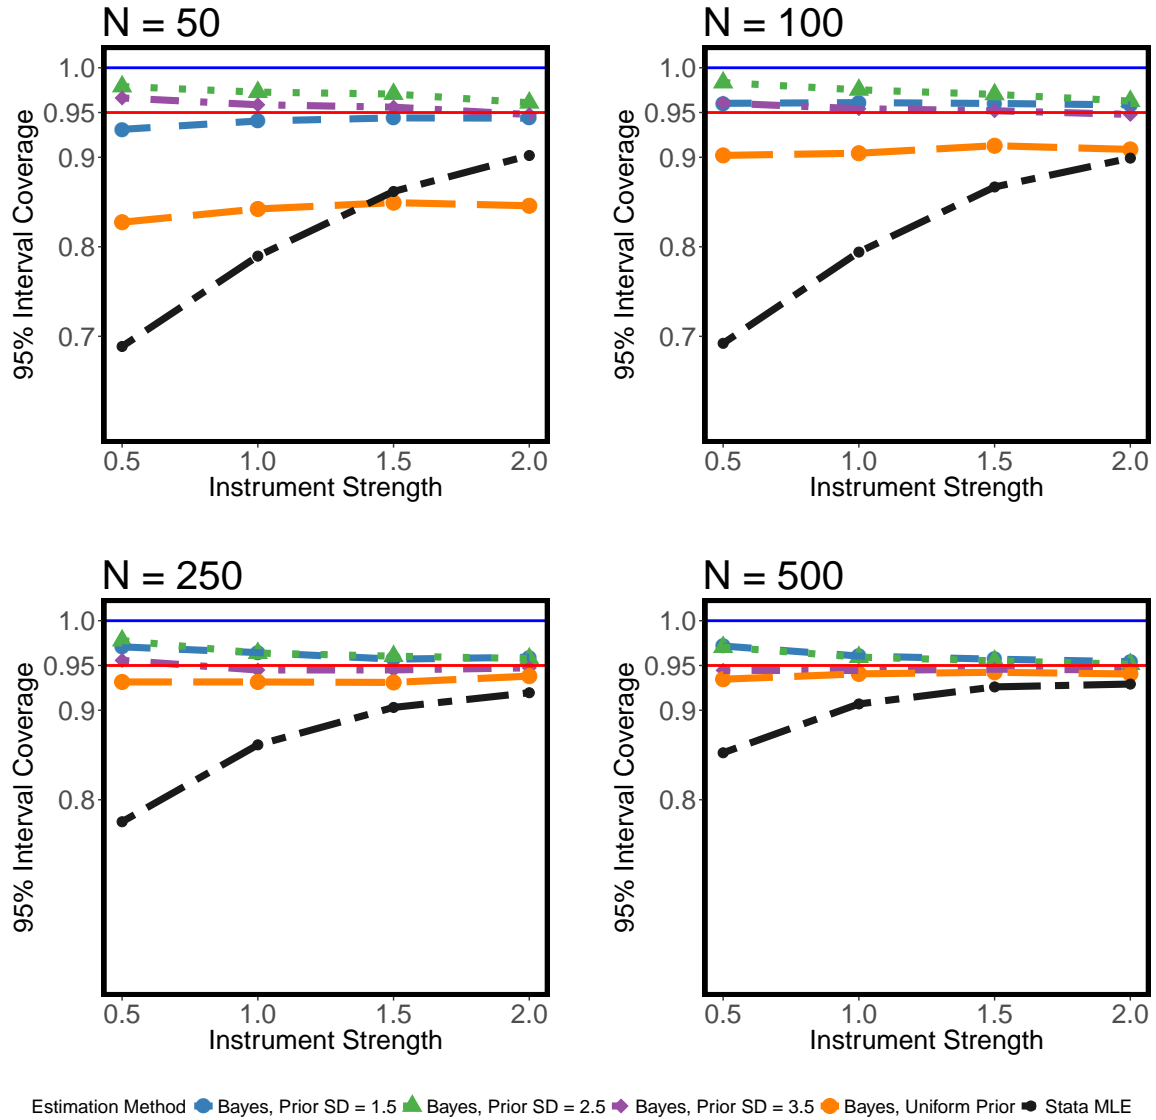 N = 50
N = 100
95% Interval Coverage
1.0
0.95
0.9
0.8
0.7
0.5 1.0 1.5 2.0
Instrument Strength
95% Interval Coverage
1.0
0.95
0.9
0.8
0.7
0.5 1.0 1.5 2.0
Instrument Strength
N = 250
N = 500
95% Interval Coverage
1.0
0.95
0.9
0.8
0.5 1.0 1.5 2.0
Instrument Strength
95% Interval Coverage
1.0
0.95
0.9
0.8
0.5 1.0 1.5 2.0
Instrument Strength
Estimation Method Bayes, Prior SD = 1.5 Bayes, Prior SD = 2.5 Bayes, Prior SD = 3.5 Bayes, Uniform Prior Stata MLE